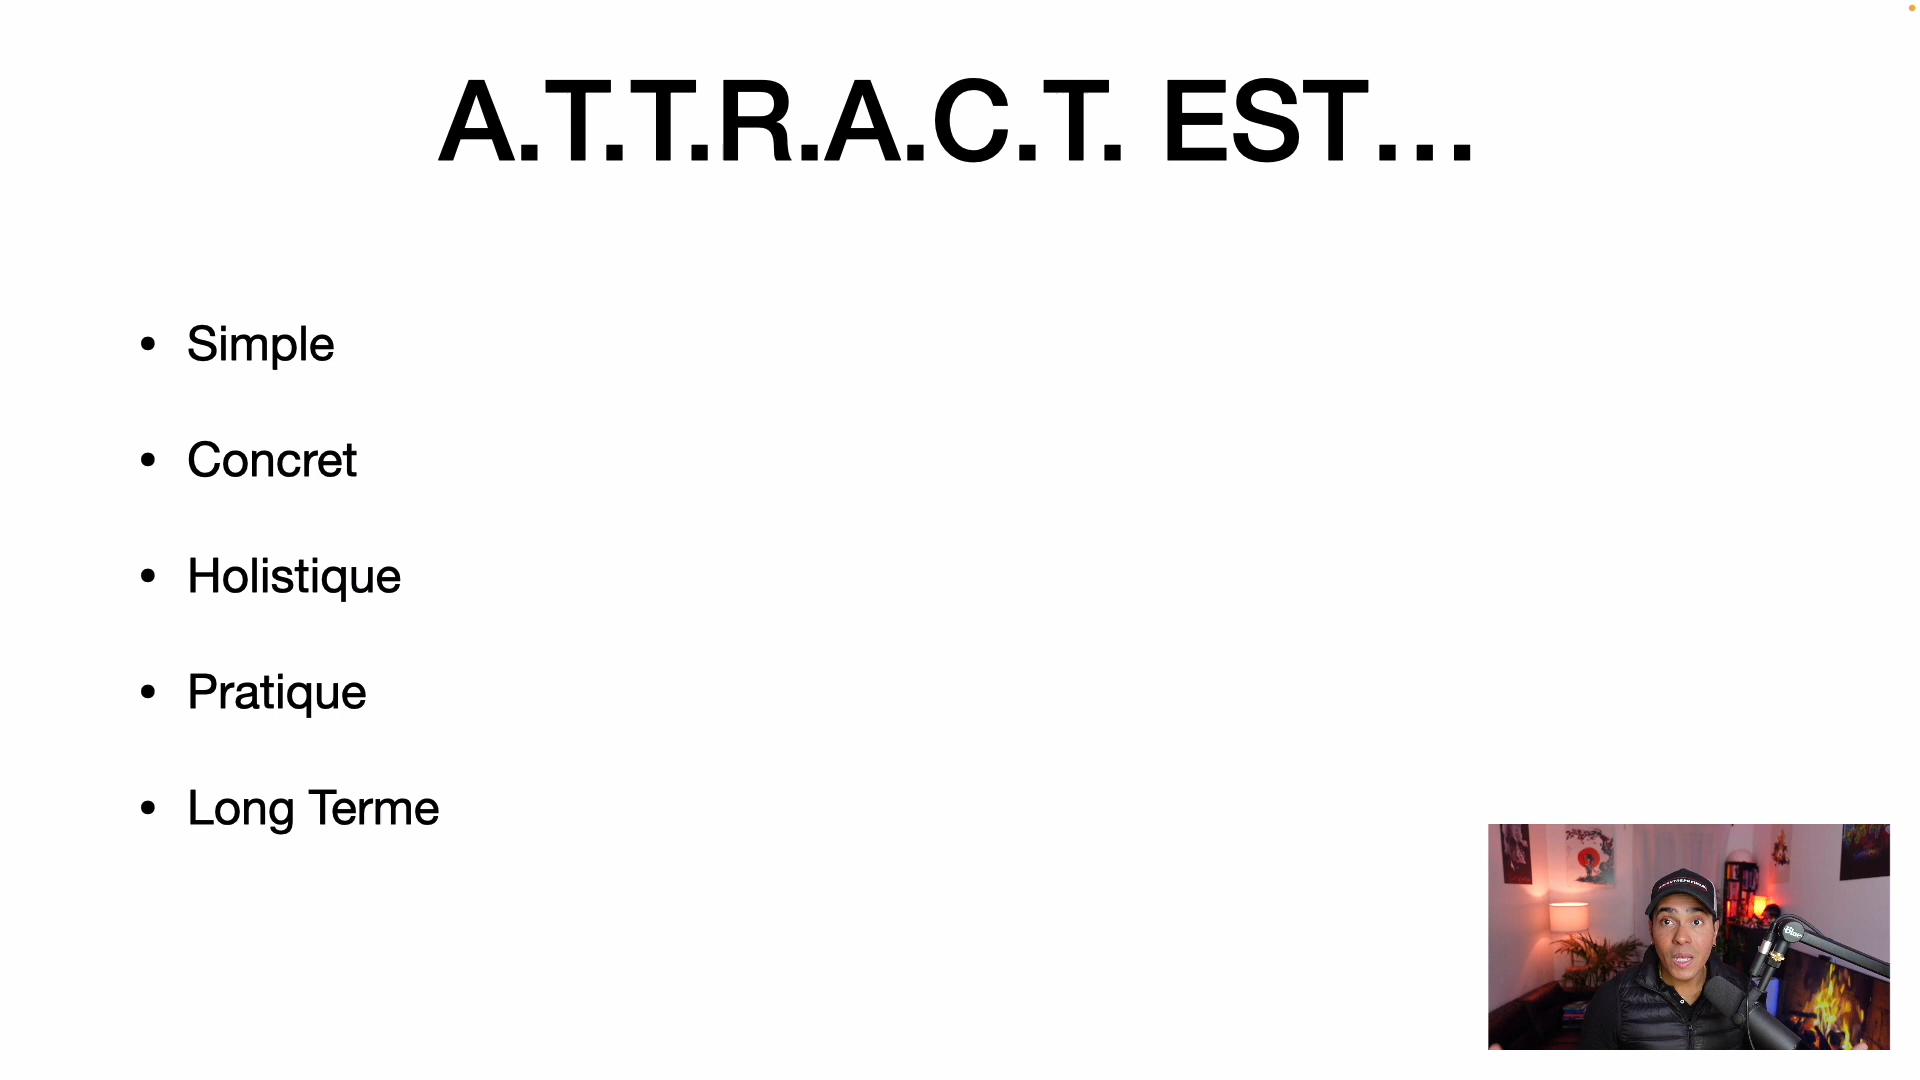 A.T.T.R.A.C.T. EST…
• Simple
• Concret
• Holistique
• Pratique
• Long Terme